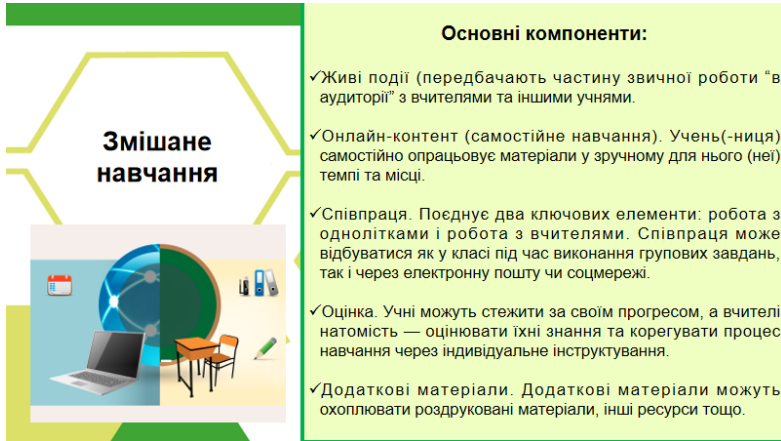 Змішане
навчання
Основні компоненти:
✓Живі події (передбачають частину звичної роботи “в
аудиторії” з вчителями та іншими учнями.
✓Онлайн-контент (самостійне навчання). Учень(-ниця)
самостійно опрацьовує матеріали у зручному для нього (неї)
темпі та місці.
✓Співпраця. Поєднує два ключових елементи: робота з
однолітками і робота з вчителями. Співпраця може
відбуватися як у класі під час виконання групових завдань,
так і через електронну пошту чи соцмережі.
✓Оцінка. Учні можуть стежити за своїм прогресом, а вчителі
натомість — оцінювати їхні знання та корегувати процес
навчання через індивідуальне інструктування.
✓Додаткові матеріали. Додаткові матеріали можуть
охоплювати роздруковані матеріали, інші ресурси тощо.